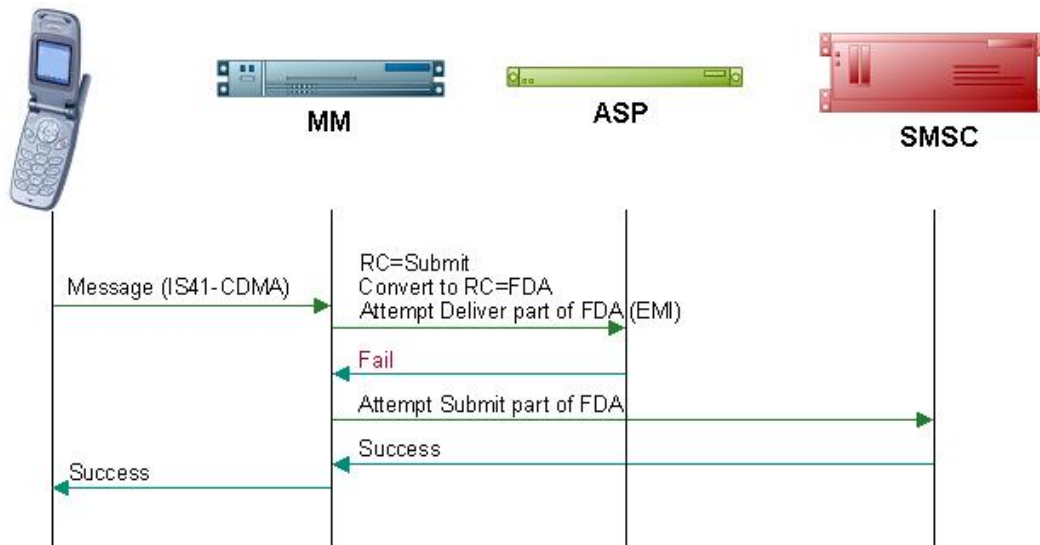 MM
ASP
SMSC
Message (IS41-CDMA)
RC=Submit
Convert to RC=FDA
Attempt Deliver part of FDA (EMI)
Fail
Attempt Submit part of FDA
Success
Success